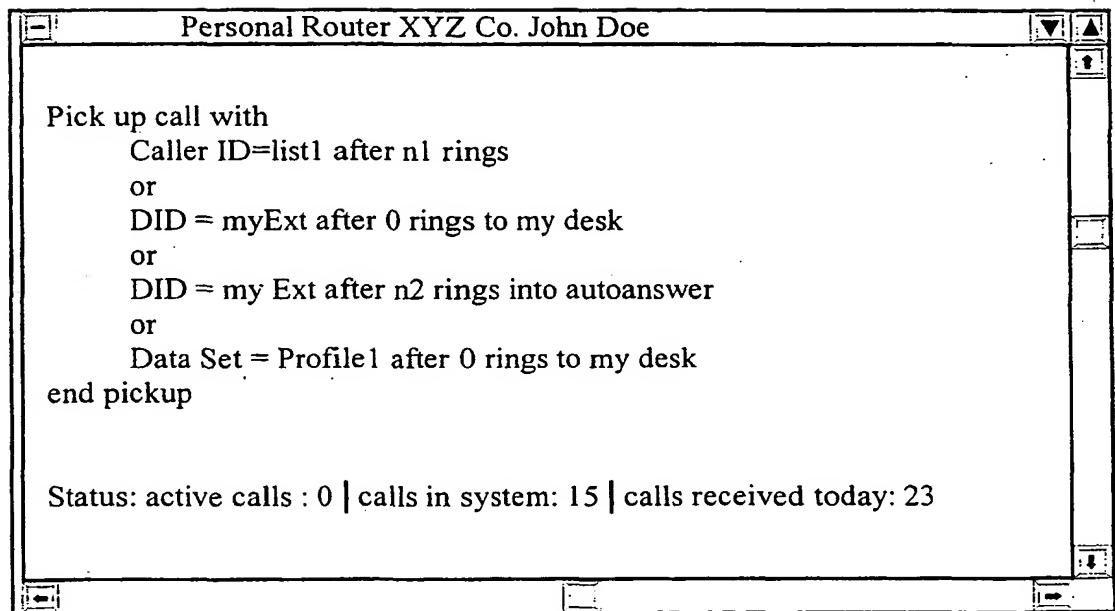 Personal Router XYZ Co. John Doe
Pick up call with
Caller ID=list1 after n1 rings
or
DID = myExt after 0 rings to my desk
or
DID = my Ext after n2 rings into autoanswer
or
Data Set = Profile1 after 0 rings to my desk
end pickup
Status: active calls : 0 | calls in system: 15 | calls received today: 23